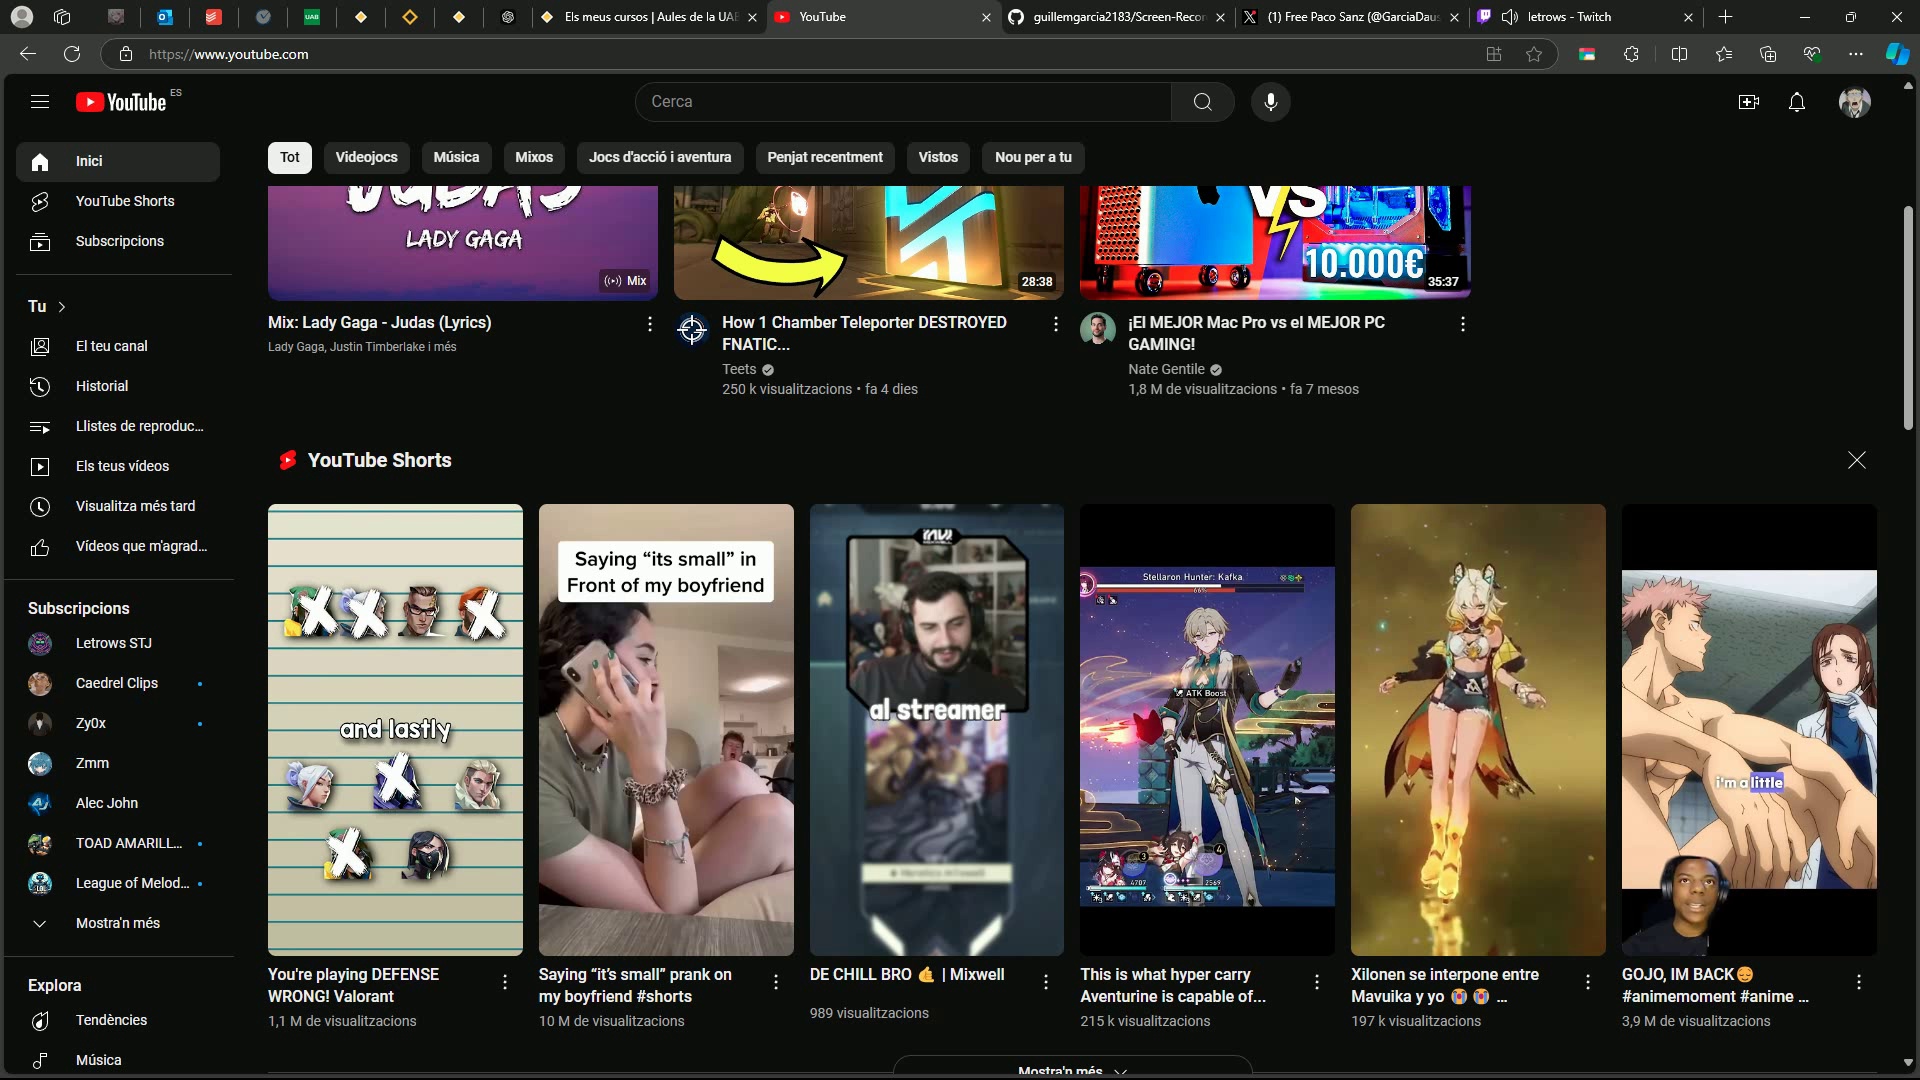 Els meus cursos | Aules de la UAB
YouTube
guillemgarcia2183/Screen-Recor
(1) Free Paco Sanz (@GarciaDaus
letrows - Twitch
https://www.youtube.com
YouTube ES
Cerca
Tot
Videojocs
Música
Mixos
Jocs d'acció i aventura
Penjat recentment
Vistos
Nou per a tu
Inici
YouTube Shorts
Subscripcions
Tu
El teu canal
Historial
Llistes de reproduc...
Els teus vídeos
Visualitza més tard
Vídeos que m'agrad...
Subscripcions
Letrows STJ
Caedrel Clips
Zy0x
Zmm
Alec John
TOAD AMARILL...
League of Melod...
Mostra'n més
Explora
Tendències
Música
JUDAS
LADY GAGA
Mix
Mix: Lady Gaga - Judas (Lyrics)
Lady Gaga, Justin Timberlake i més
28:38
How 1 Chamber Teleporter DESTROYED
FNATIC...
Teets
250 k visualitzacions • fa 4 dies
VS
10.000€
35:37
¡El MEJOR Mac Pro vs el MEJOR PC
GAMING!
Nate Gentile
1,8 M de visualitzacions • fa 7 mesos
YouTube Shorts
and lastly
You're playing DEFENSE
WRONG! Valorant
1,1 M de visualitzacions
Saying “its small” in
Front of my boyfriend
Saying “it’s small” prank on
my boyfriend #shorts
10 M de visualitzacions
al streamer
DE CHILL BRO 🤙 | Mixwell
989 visualitzacions
Stellaron Hunter: Kafka
66%
ATK Boost
3
4
4707
2569
This is what hyper carry
Aventurine is capable of...
215 k visualitzacions
Xilonen se interpone entre
Mavuika y yo 😭 😭 ...
197 k visualitzacions
i'm a little
GOJO, IM BACK😏
#animemoment #anime ...
3,9 M de visualitzacions
Mostra'n més